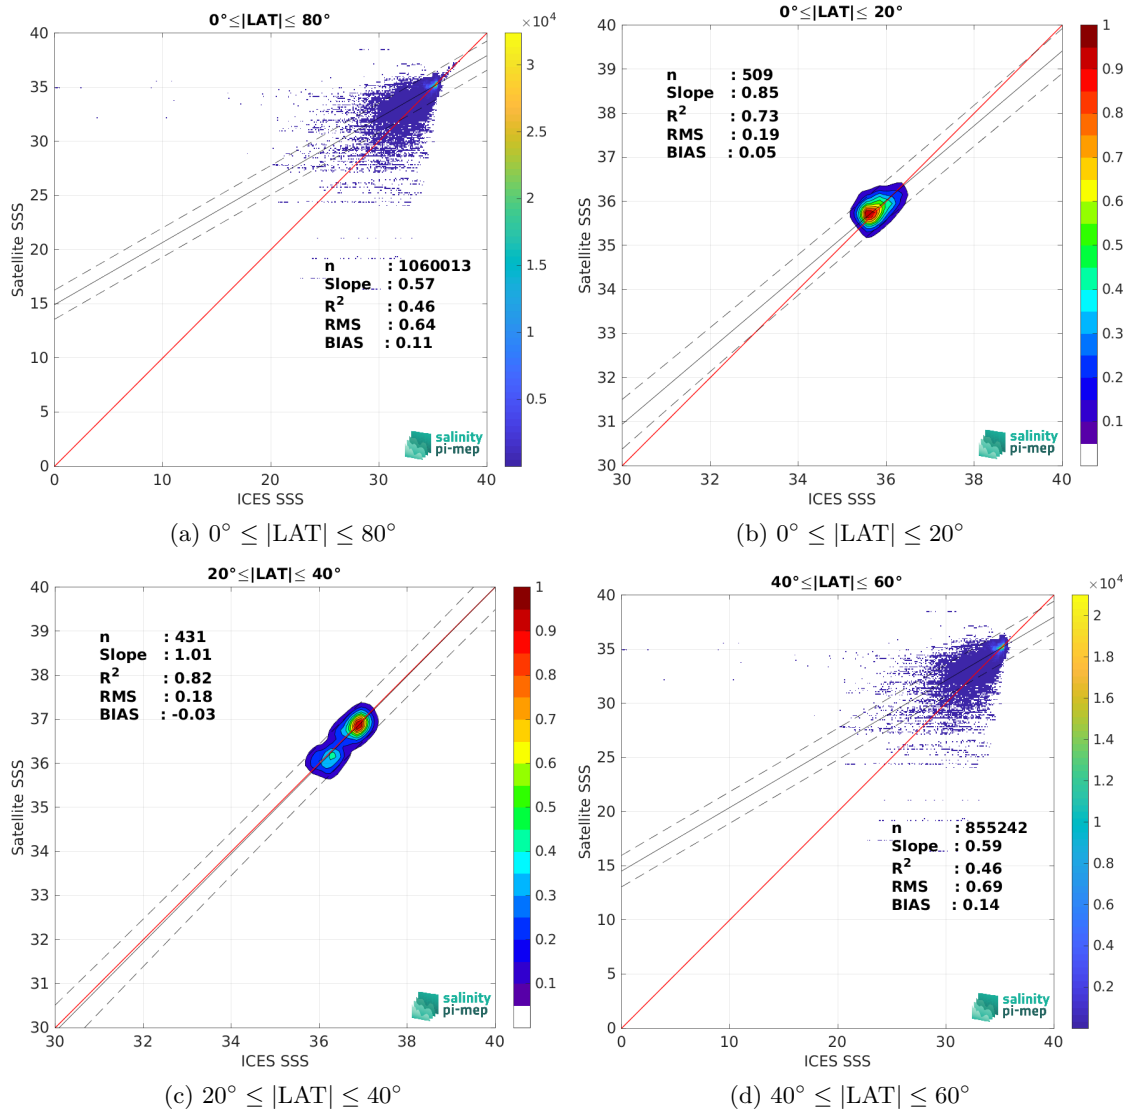 0°≤|LAT|≤ 80°
×10⁴
40
35
30
25
20
15
10
5
0
Satellite SSS
n : 1060013
Slope : 0.57
R² : 0.46
RMS : 0.64
BIAS : 0.11
3
2.5
2
1.5
1
0.5
salinity
pi-mep
0 10 20 30 40
ICES SSS
(a) 0° ≤ |LAT| ≤ 80°
0°≤|LAT|≤ 20°
40
39
38
37
36
35
34
33
32
31
30
Satellite SSS
n : 509
Slope : 0.85
R² : 0.73
RMS : 0.19
BIAS : 0.05
1
0.9
0.8
0.7
0.6
0.5
0.4
0.3
0.2
0.1
salinity
pi-mep
30 32 34 36 38 40
ICES SSS
(b) 0° ≤ |LAT| ≤ 20°
20°≤|LAT|≤ 40°
40
39
38
37
36
35
34
33
32
31
30
Satellite SSS
n : 431
Slope : 1.01
R² : 0.82
RMS : 0.18
BIAS : -0.03
1
0.9
0.8
0.7
0.6
0.5
0.4
0.3
0.2
0.1
salinity
pi-mep
30 32 34 36 38 40
ICES SSS
(c) 20° ≤ |LAT| ≤ 40°
40°≤|LAT|≤ 60°
×10⁴
40
35
30
25
20
15
10
5
0
Satellite SSS
n : 855242
Slope : 0.59
R² : 0.46
RMS : 0.69
BIAS : 0.14
2
1.8
1.6
1.4
1.2
1
0.8
0.6
0.4
0.2
salinity
pi-mep
0 10 20 30 40
ICES SSS
(d) 40° ≤ |LAT| ≤ 60°